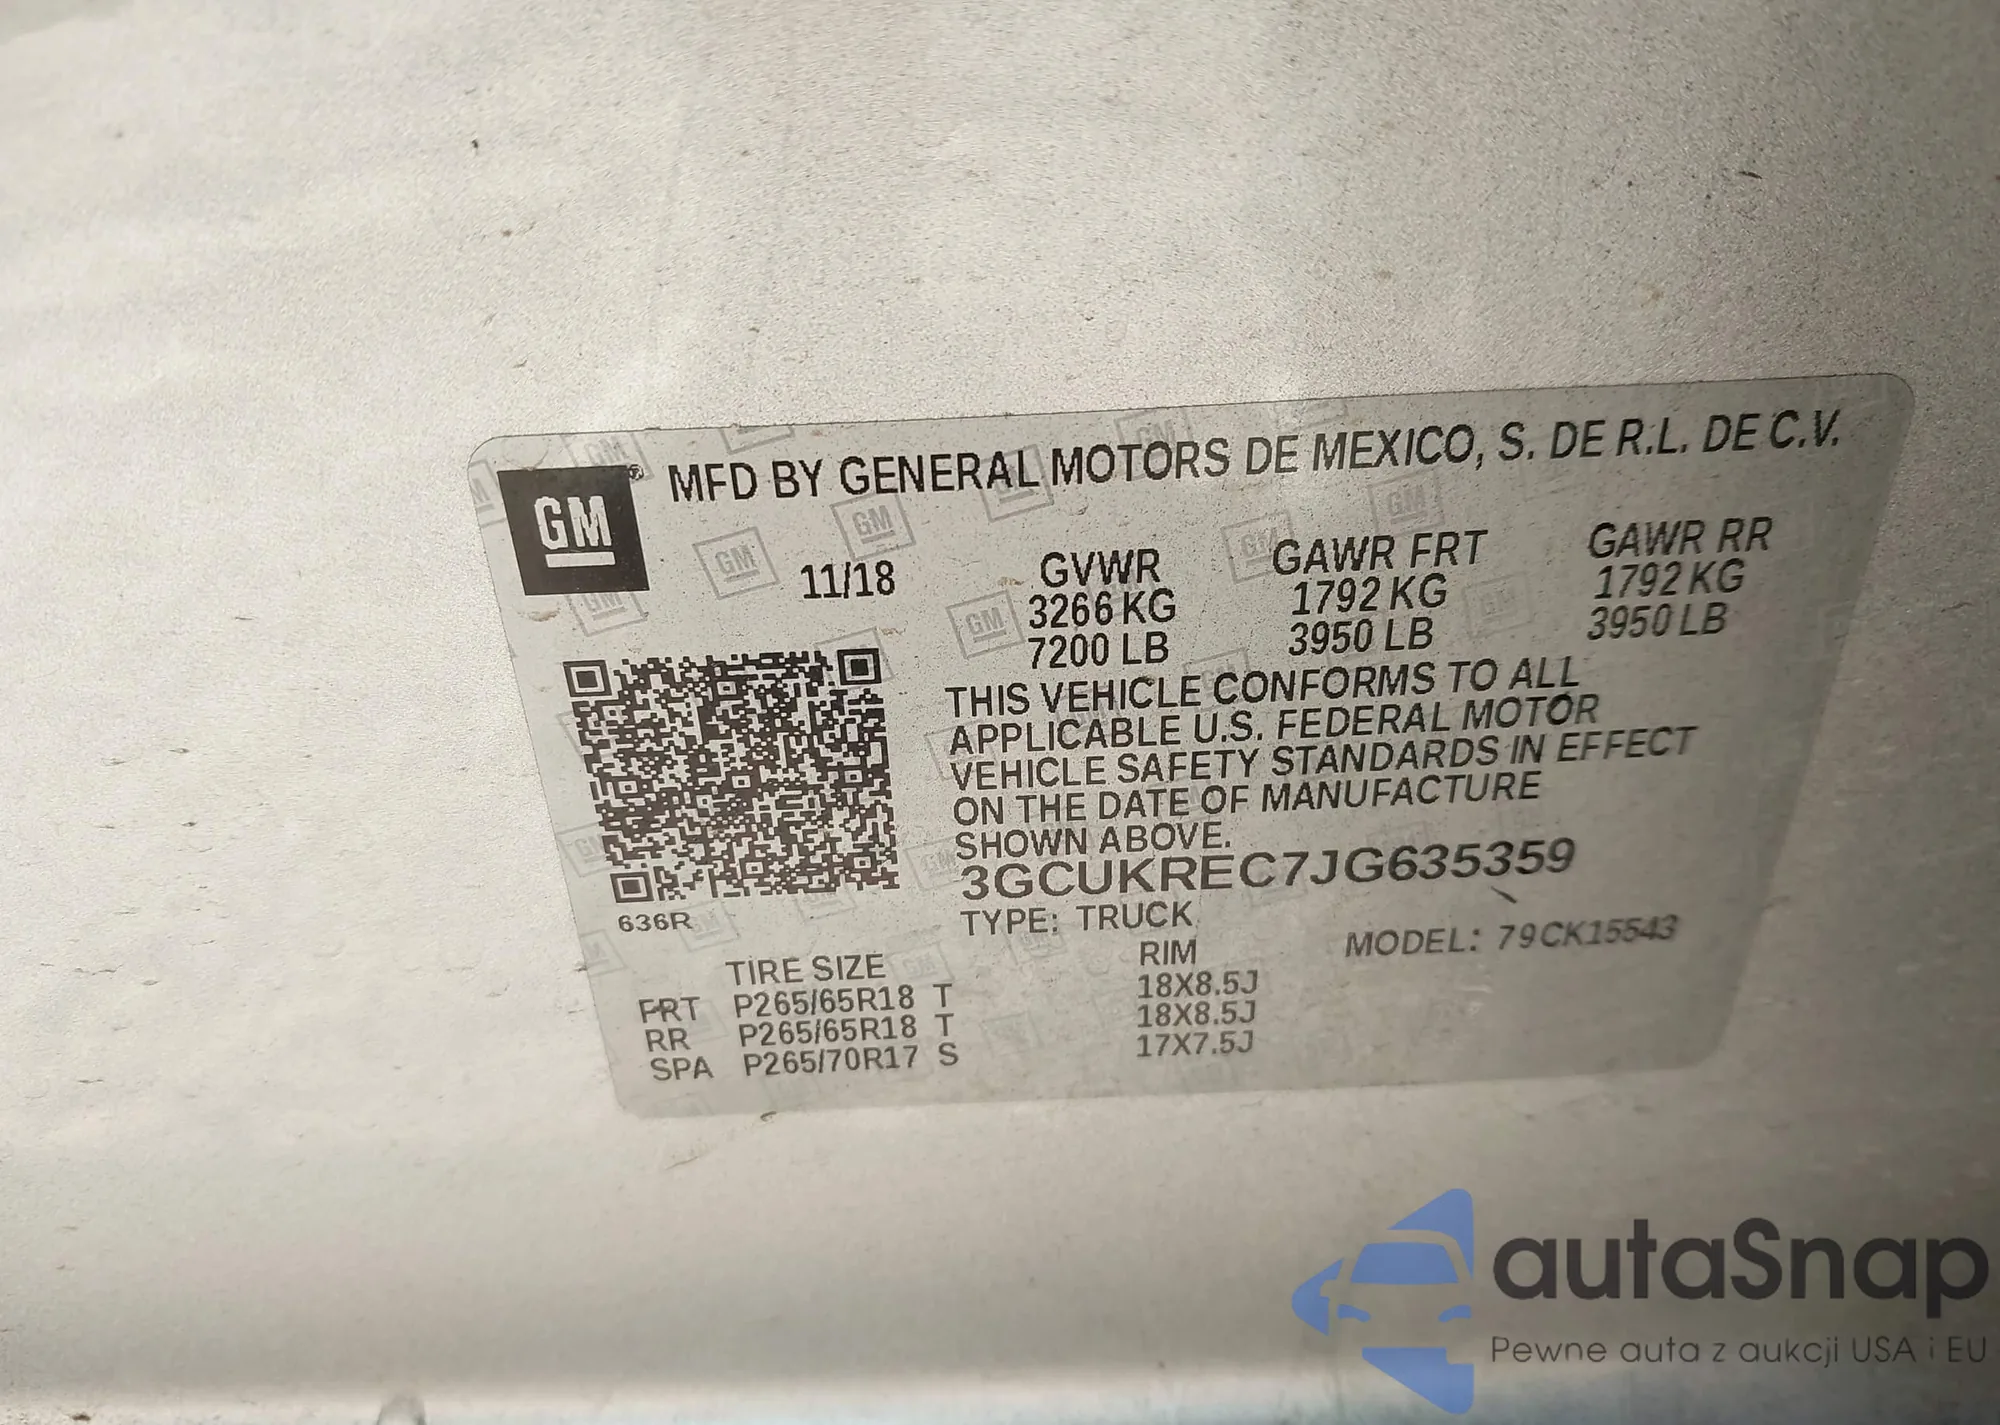 GM® MFD BY GENERAL MOTORS DE MEXICO, S. DE R.L. DE C.V.
11/18 GVWR GAWR FRT GAWR RR
3266 KG 1792 KG 1792 KG
7200 LB 3950 LB 3950 LB
THIS VEHICLE CONFORMS TO ALL
APPLICABLE U.S. FEDERAL MOTOR
VEHICLE SAFETY STANDARDS IN EFFECT
ON THE DATE OF MANUFACTURE
SHOWN ABOVE.
3GCUKREC7JG635359
636R TYPE: TRUCK
MODEL: 79CK15543
TIRE SIZE RIM
FRT P265/65R18 T 18X8.5J
RR P265/65R18 T 18X8.5J
SPA P265/70R17 S 17X7.5J
autaSnap
Pewne auta z aukcji USA i EU